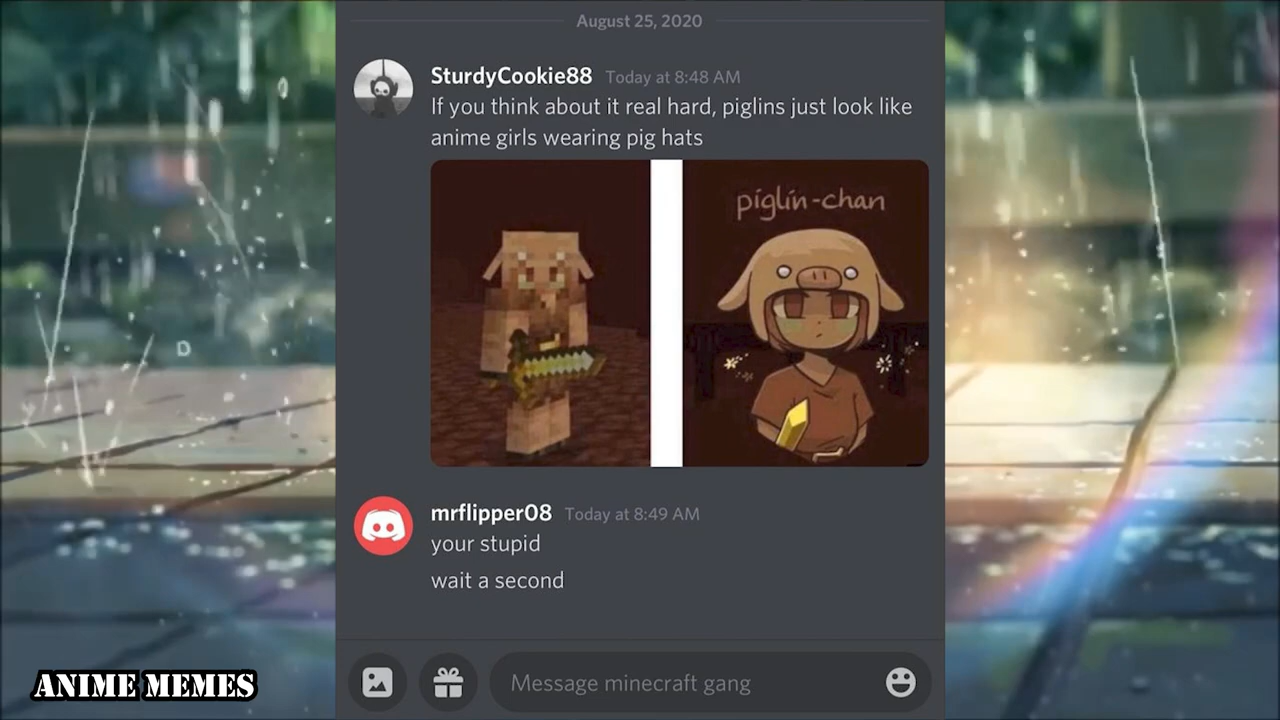 August 25, 2020
SturdyCookie88 Today at 8:48 AM
If you think about it real hard, piglins just look like
anime girls wearing pig hats
piglin-chan
mrflipper08 Today at 8:49 AM
your stupid
wait a second
Message minecraft gang
ANIME MEMES